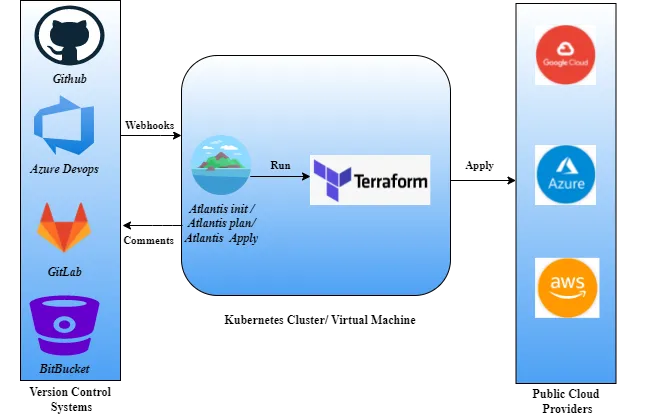 Github
Azure Devops
GitLab
BitBucket
Version Control
Systems
Webhooks
Comments
Atlantis init /
Atlantis plan/
Atlantis Apply
Run
Terraform
Kubernetes Cluster/ Virtual Machine
Apply
Google Cloud
Azure
aws
Public Cloud
Providers